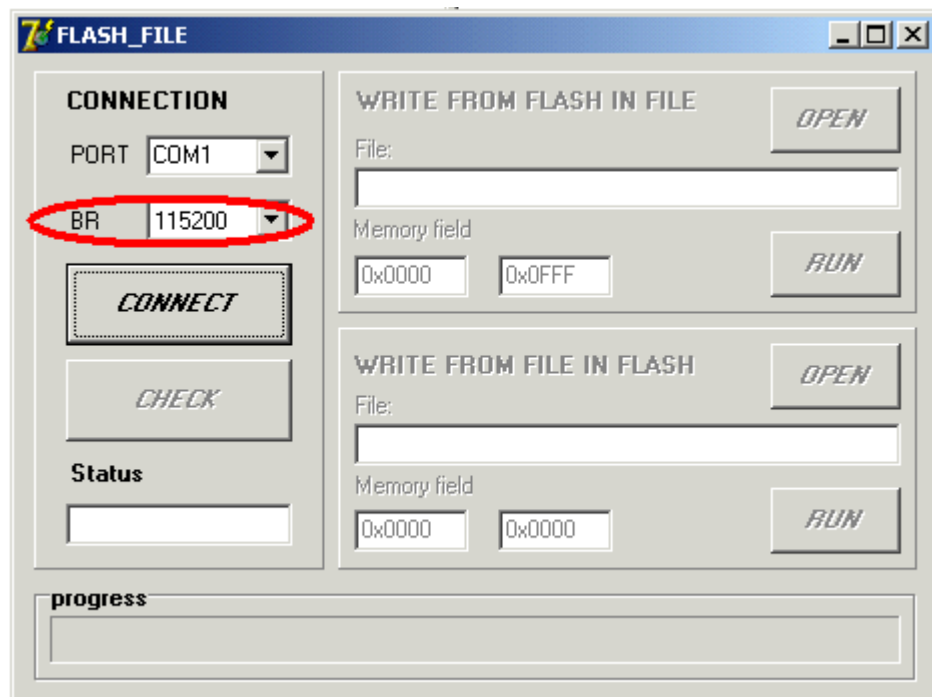 FLASH_FILE
CONNECTION
PORT COM1
BR 115200
CONNECT
CHECK
Status
WRITE FROM FLASH IN FILE
OPEN
File:
Memory field
0x0000 0x0FFF
RUN
WRITE FROM FILE IN FLASH
OPEN
File:
Memory field
0x0000 0x0000
RUN
progress